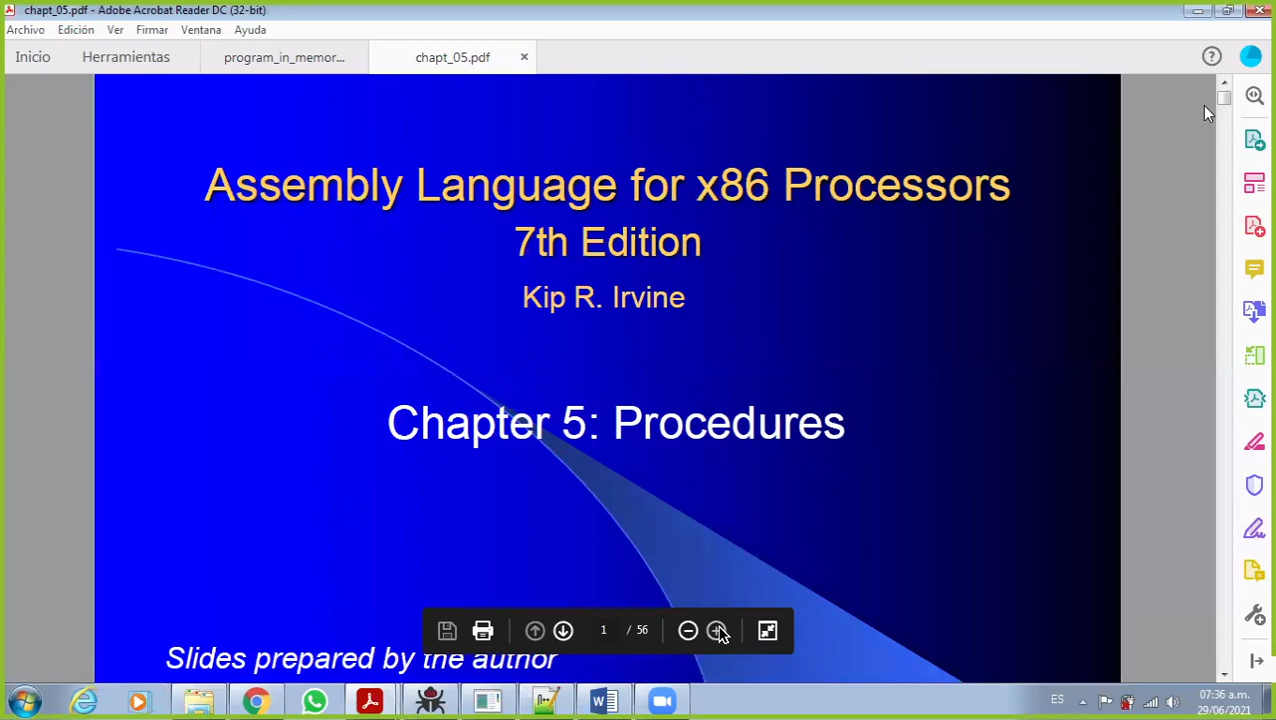 chapt_05.pdf - Adobe Acrobat Reader DC (32-bit)
Archivo Edición Ver Firmar Ventana Ayuda
Inicio Herramientas program_in_memor... chapt_05.pdf
Assembly Language for x86 Processors
7th Edition
Kip R. Irvine
Chapter 5: Procedures
1 / 56
Slides prepared by the author
ES 07:36 a.m.
29/06/2021